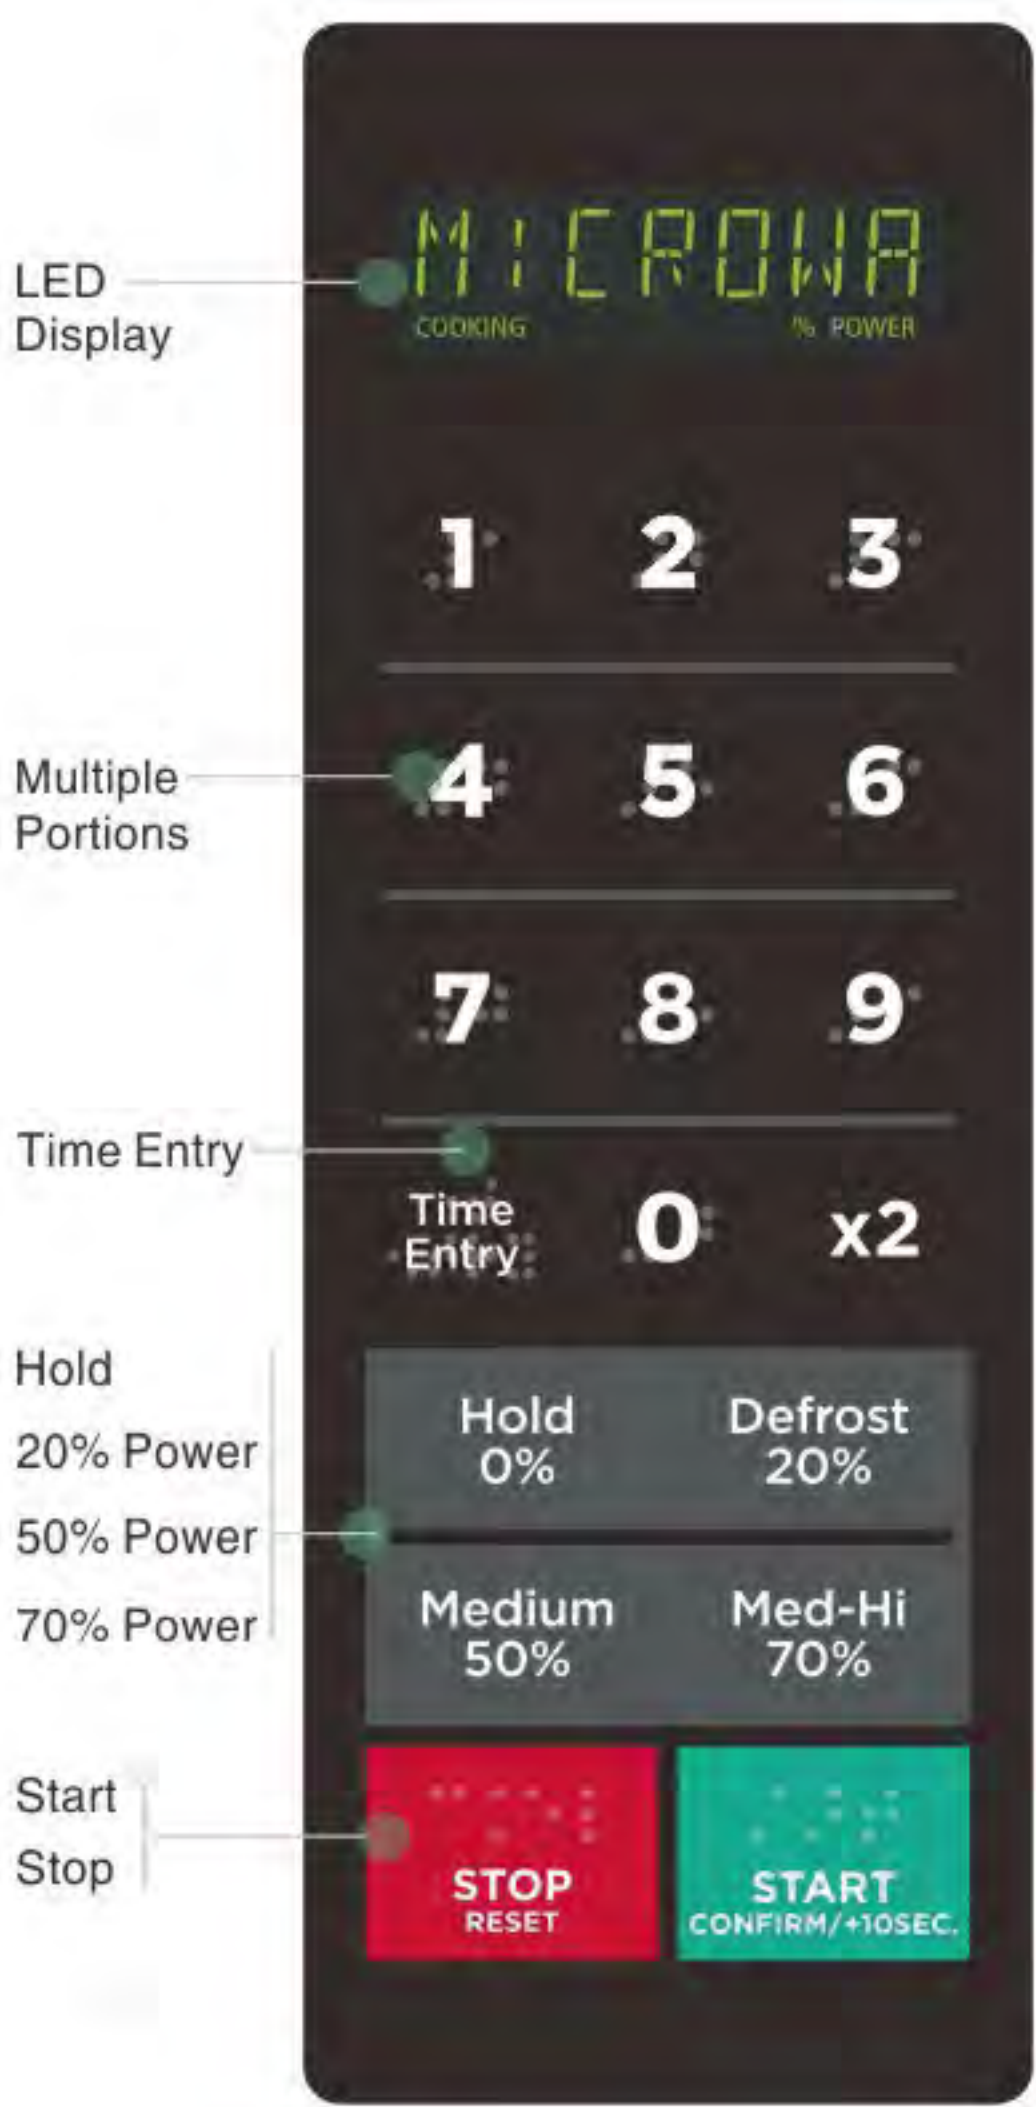 LED
Display
M:CROWA
COOKING % POWER
1 2 3
Multiple
Portions
4 5 6
7 8 9
Time Entry
Time
Entry
0 x2
Hold
20% Power
50% Power
70% Power
Hold
0%
Defrost
20%
Medium
50%
Med-Hi
70%
Start
Stop
STOP
RESET
START
CONFIRM/+10SEC.